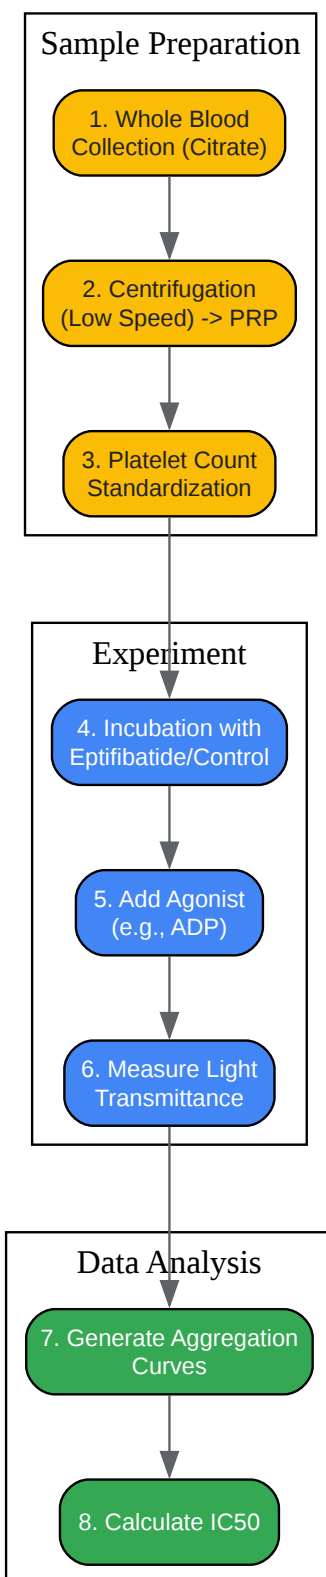 Sample Preparation
1. Whole Blood
Collection (Citrate)
2. Centrifugation
(Low Speed) -> PRP
3. Platelet Count
Standardization
Experiment
4. Incubation with
Eptifibatide/Control
5. Add Agonist
(e.g., ADP)
6. Measure Light
Transmittance
Data Analysis
7. Generate Aggregation
Curves
8. Calculate IC50